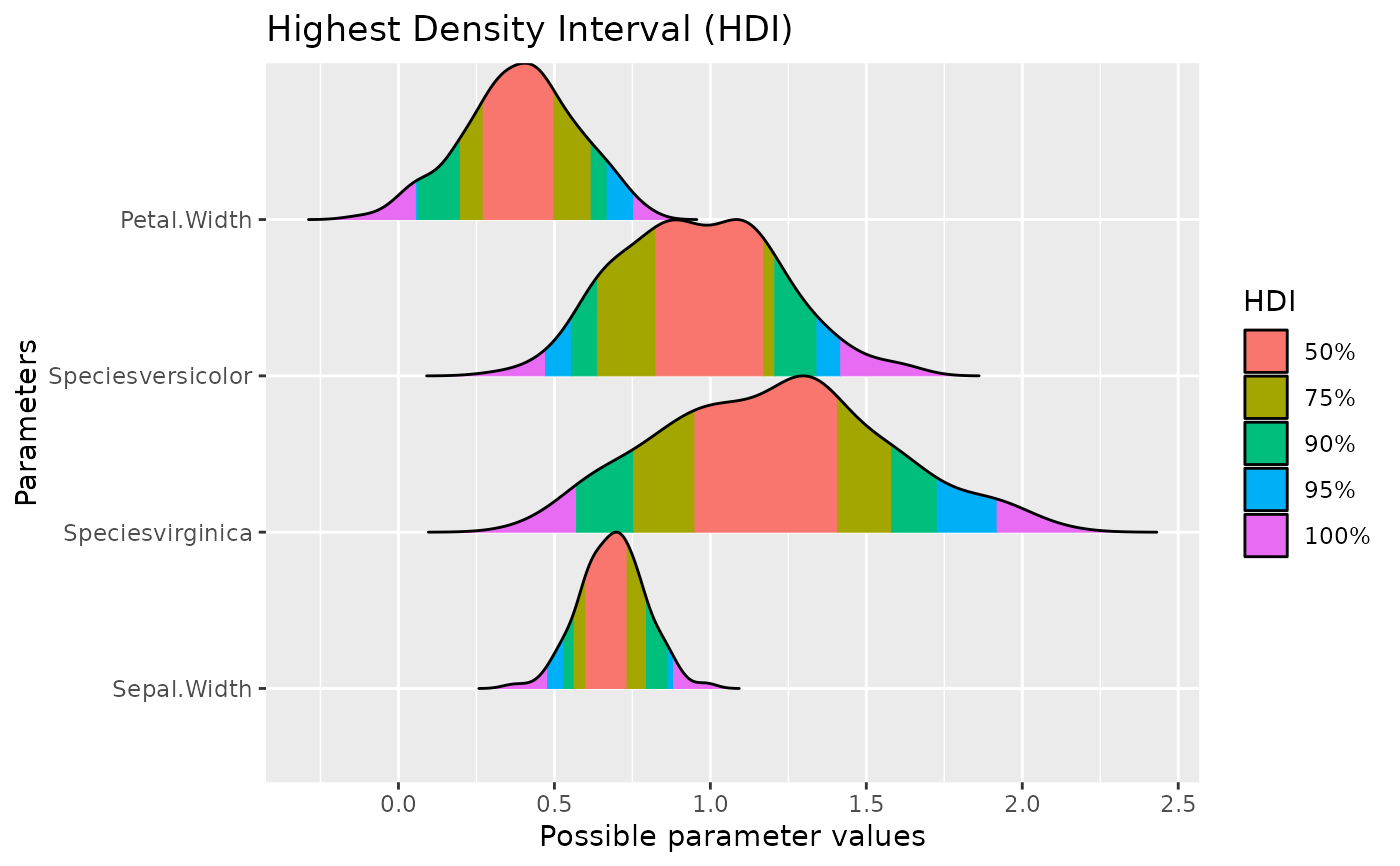 Highest Density Interval (HDI)
Parameters
Petal.Width
Speciesversicolor
Speciesvirginica
Sepal.Width
0.0 0.5 1.0 1.5 2.0 2.5
Possible parameter values
HDI
50%
75%
90%
95%
100%